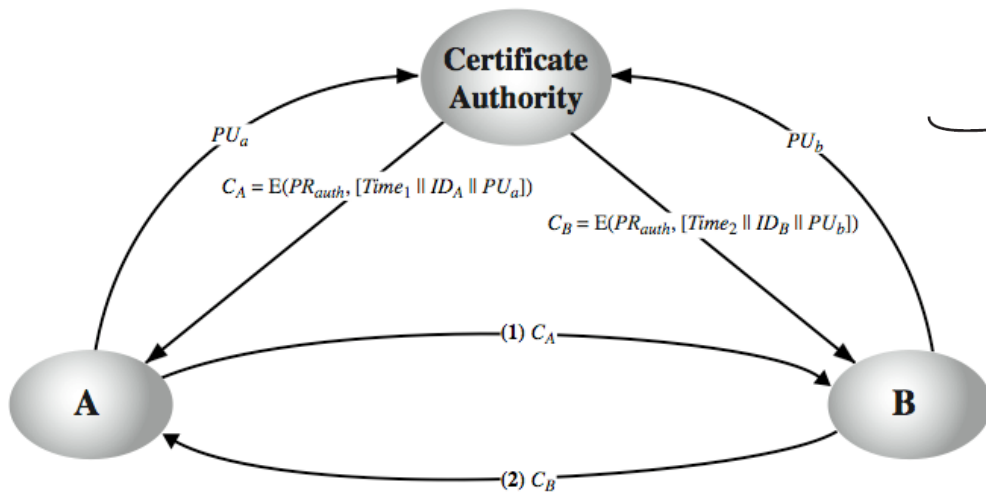 Certificate
Authority
PUa
PUb
CA = E(PRauth, [Time1 || IDA || PUa])
CB = E(PRauth, [Time2 || IDB || PUb])
(1) CA
A
B
(2) CB